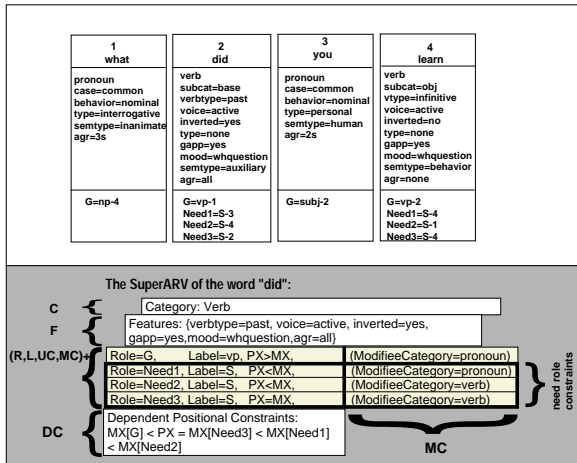 1
what
pronoun
case=common
behavior=nominal
type=interrogative
semtype=inanimate
agr=3s
G=np-4
2
did
verb
subcat=base
verbtype=past
voice=active
inverted=yes
type=none
gapp=yes
mood=whquestion
semtype=auxiliary
agr=all
G=vp-1
Need1=S-3
Need2=S-4
Need3=S-2
3
you
pronoun
case=common
behavior=nominal
type=personal
semtype=human
agr=2s
G=subj-2
4
learn
verb
subcat=obj
vtype=infinitive
voice=active
inverted=no
type=none
gapp=yes
mood=whquestion
semtype=behavior
agr=none
G=vp-2
Need1=S-4
Need2=S-1
Need3=S-4
The SuperARV of the word "did":
C { Category: Verb
F { Features: {verbtype=past, voice=active, inverted=yes,
gapp=yes,mood=whquestion,agr=all}
(R,L,UC,MC)+ {
Role=G, Label=vp, PX>MX, (ModifieeCategory=pronoun)
Role=Need1, Label=S, PX<MX, (ModifieeCategory=pronoun)
Role=Need2, Label=S, PX<MX, (ModifieeCategory=verb)
Role=Need3, Label=S, PX=MX, (ModifieeCategory=verb)
} need role
constraints
DC { Dependent Positional Constraints:
MX[G] < PX = MX[Need3] < MX[Need1]
< MX[Need2]
MC